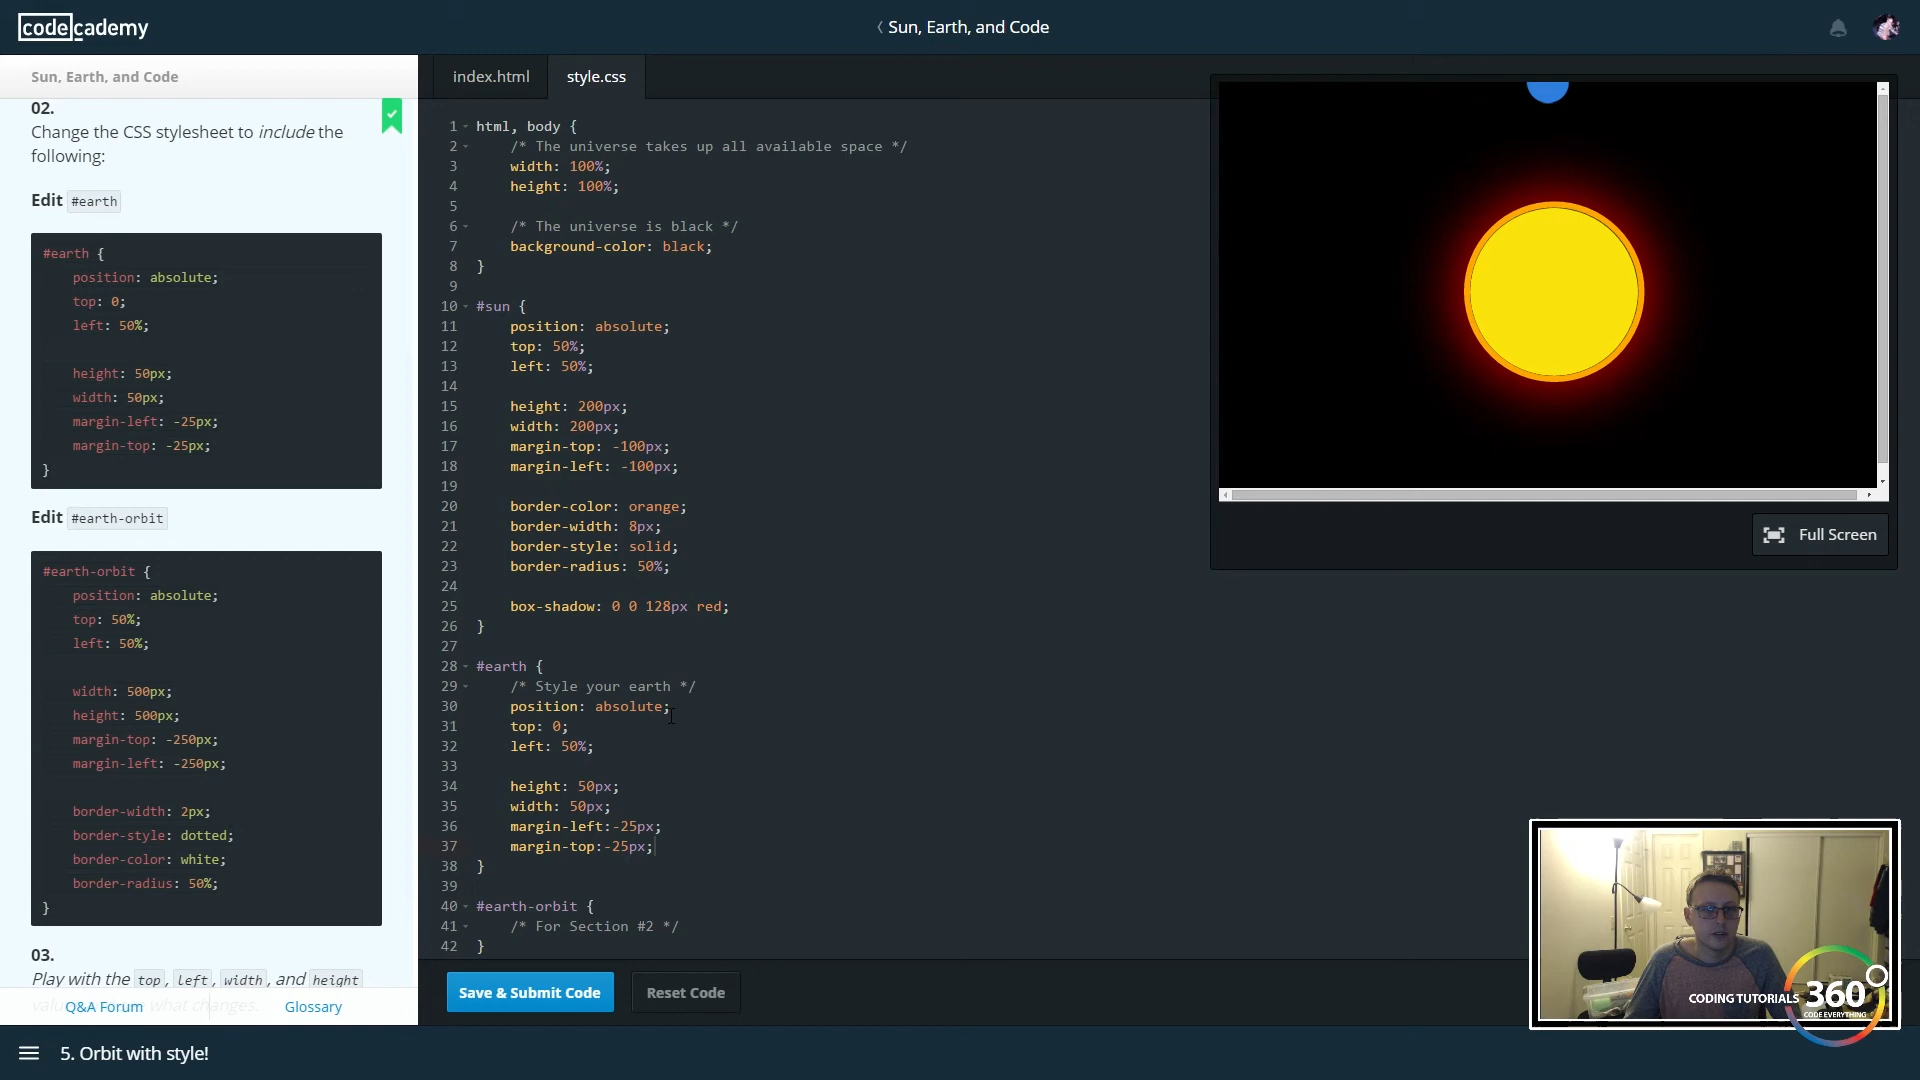 codecademy
Sun, Earth, and Code
Sun, Earth, and Code
02.
Change the CSS stylesheet to include the
following:
Edit #earth
#earth {
position: absolute;
top: 0;
left: 50%;
height: 50px;
width: 50px;
margin-left: -25px;
margin-top: -25px;
}
Edit #earth-orbit
#earth-orbit {
position: absolute;
top: 50%;
left: 50%;
width: 500px;
height: 500px;
margin-top: -250px;
margin-left: -250px;
border-width: 2px;
border-style: dotted;
border-color: white;
border-radius: 50%;
}
03.
Play with the top, left, width, and height
what changes.
Q&A Forum
Glossary
index.html
style.css
1 html, body {
2 /* The universe takes up all available space */
3 width: 100%;
4 height: 100%;
5
6 /* The universe is black */
7 background-color: black;
8 }
9
10 #sun {
11 position: absolute;
12 top: 50%;
13 left: 50%;
14
15 height: 200px;
16 width: 200px;
17 margin-top: -100px;
18 margin-left: -100px;
19
20 border-color: orange;
21 border-width: 8px;
22 border-style: solid;
23 border-radius: 50%;
24
25 box-shadow: 0 0 128px red;
26 }
27
28 #earth {
29 /* Style your earth */
30 position: absolute;
31 top: 0;
32 left: 50%;
33
34 height: 50px;
35 width: 50px;
36 margin-left:-25px;
37 margin-top:-25px;
38 }
39
40 #earth-orbit {
41 /* For Section #2 */
42 }
Save & Submit Code
Reset Code
Full Screen
CODING TUTORIALS 360
CODE EVERYTHING
5. Orbit with style!